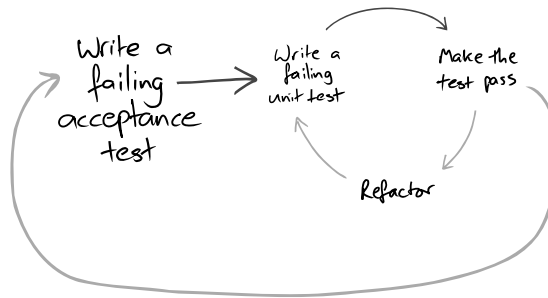 Write a
failing
acceptance
test
Write a
failing
unit test
Make the
test pass
Refactor